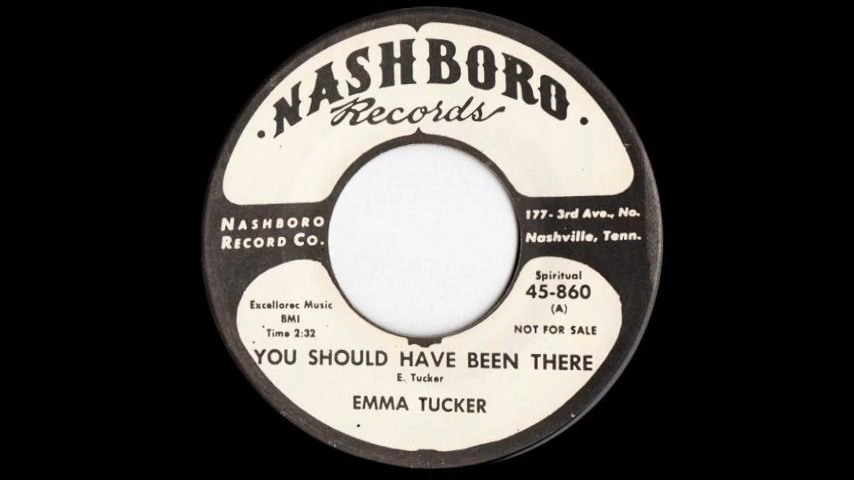 NASHBORO
Records
NASHBORO
RECORD CO.
177 - 3rd Ave., No.
Nashville, Tenn.
Excellorec Music
BMI
Time 2:32
Spiritual
45-860
(A)
NOT FOR SALE
YOU SHOULD HAVE BEEN THERE
E. Tucker
EMMA TUCKER